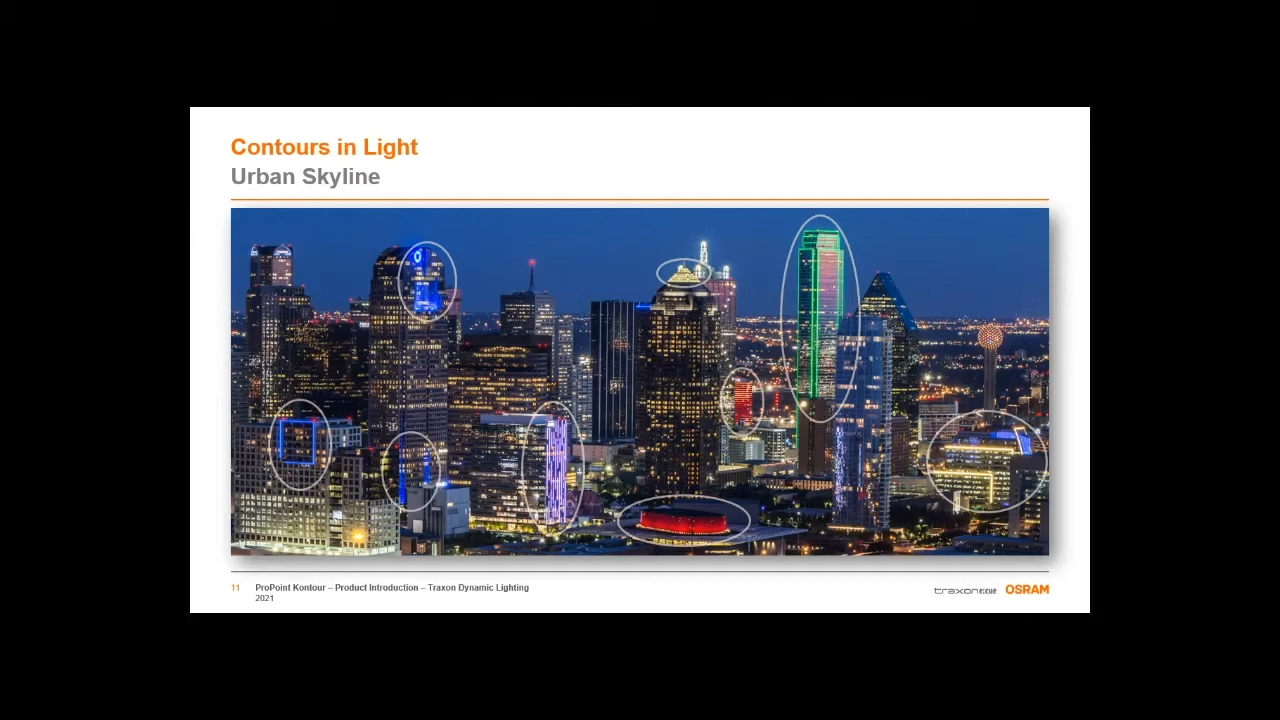 Contours in Light
Urban Skyline
11 ProPoint Kontour – Product Introduction – Traxon Dynamic Lighting
2021
traxon e:cue OSRAM